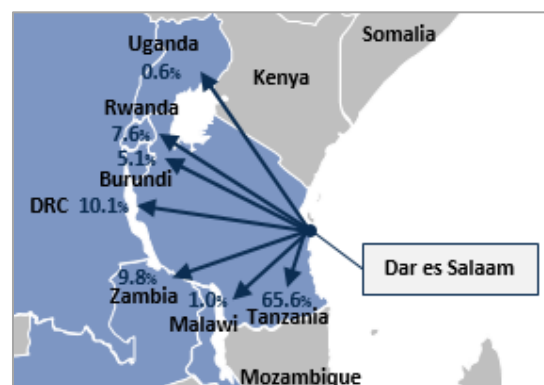 Somalia
Uganda
0.6%
Kenya
Rwanda
7.6%
5.1%
Burundi
DRC 10.1%
Dar es Salaam
9.8%
Zambia
1.0%
Malawi
65.6%
Tanzania
Mozambique